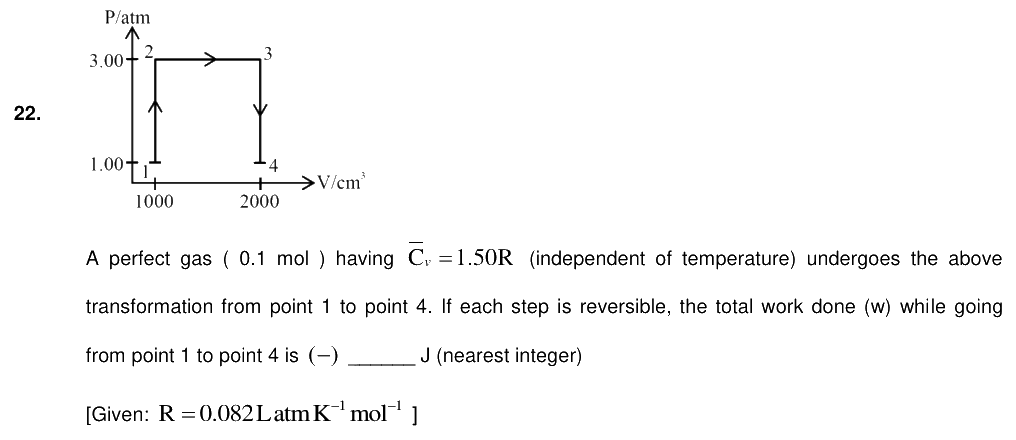 P/atm
3.00 2 3
22.
1.00 1 4
V/cm³
1000 2000
A perfect gas ( 0.1 mol ) having C̅ᵥ = 1.50R (independent of temperature) undergoes the above
transformation from point 1 to point 4. If each step is reversible, the total work done (w) while going
from point 1 to point 4 is (−) ______ J (nearest integer)
[Given: R = 0.082 L atm K⁻¹ mol⁻¹ ]